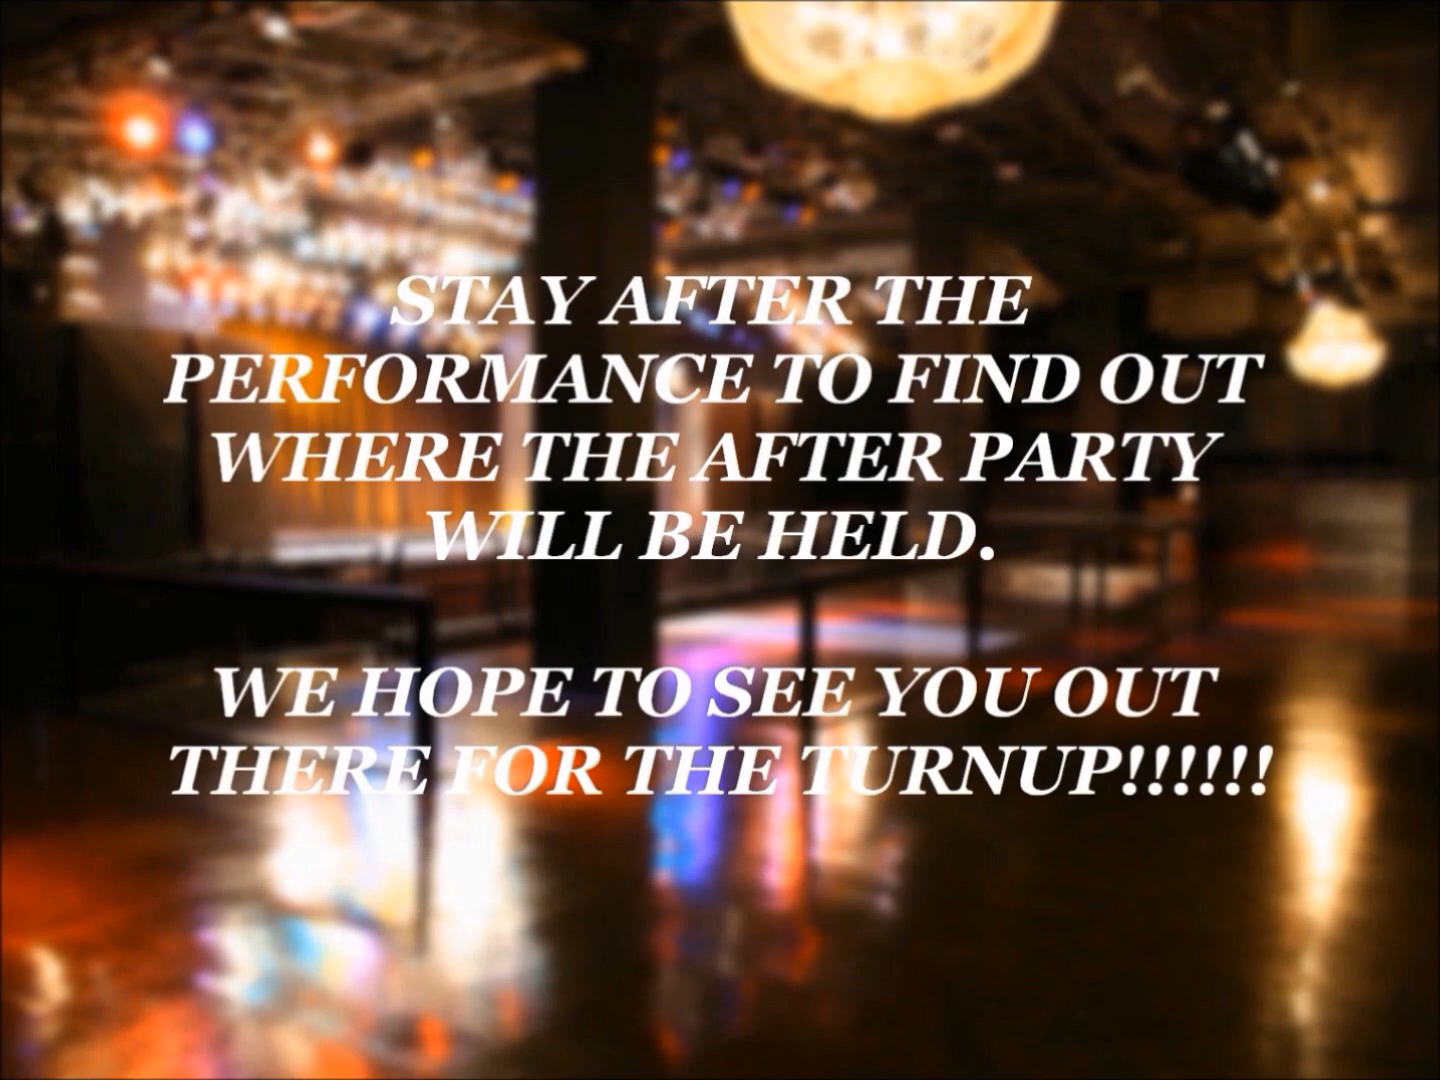 STAY AFTER THE
PERFORMANCE TO FIND OUT
WHERE THE AFTER PARTY
WILL BE HELD.
WE HOPE TO SEE YOU OUT
THERE FOR THE TURNUP!!!!!!